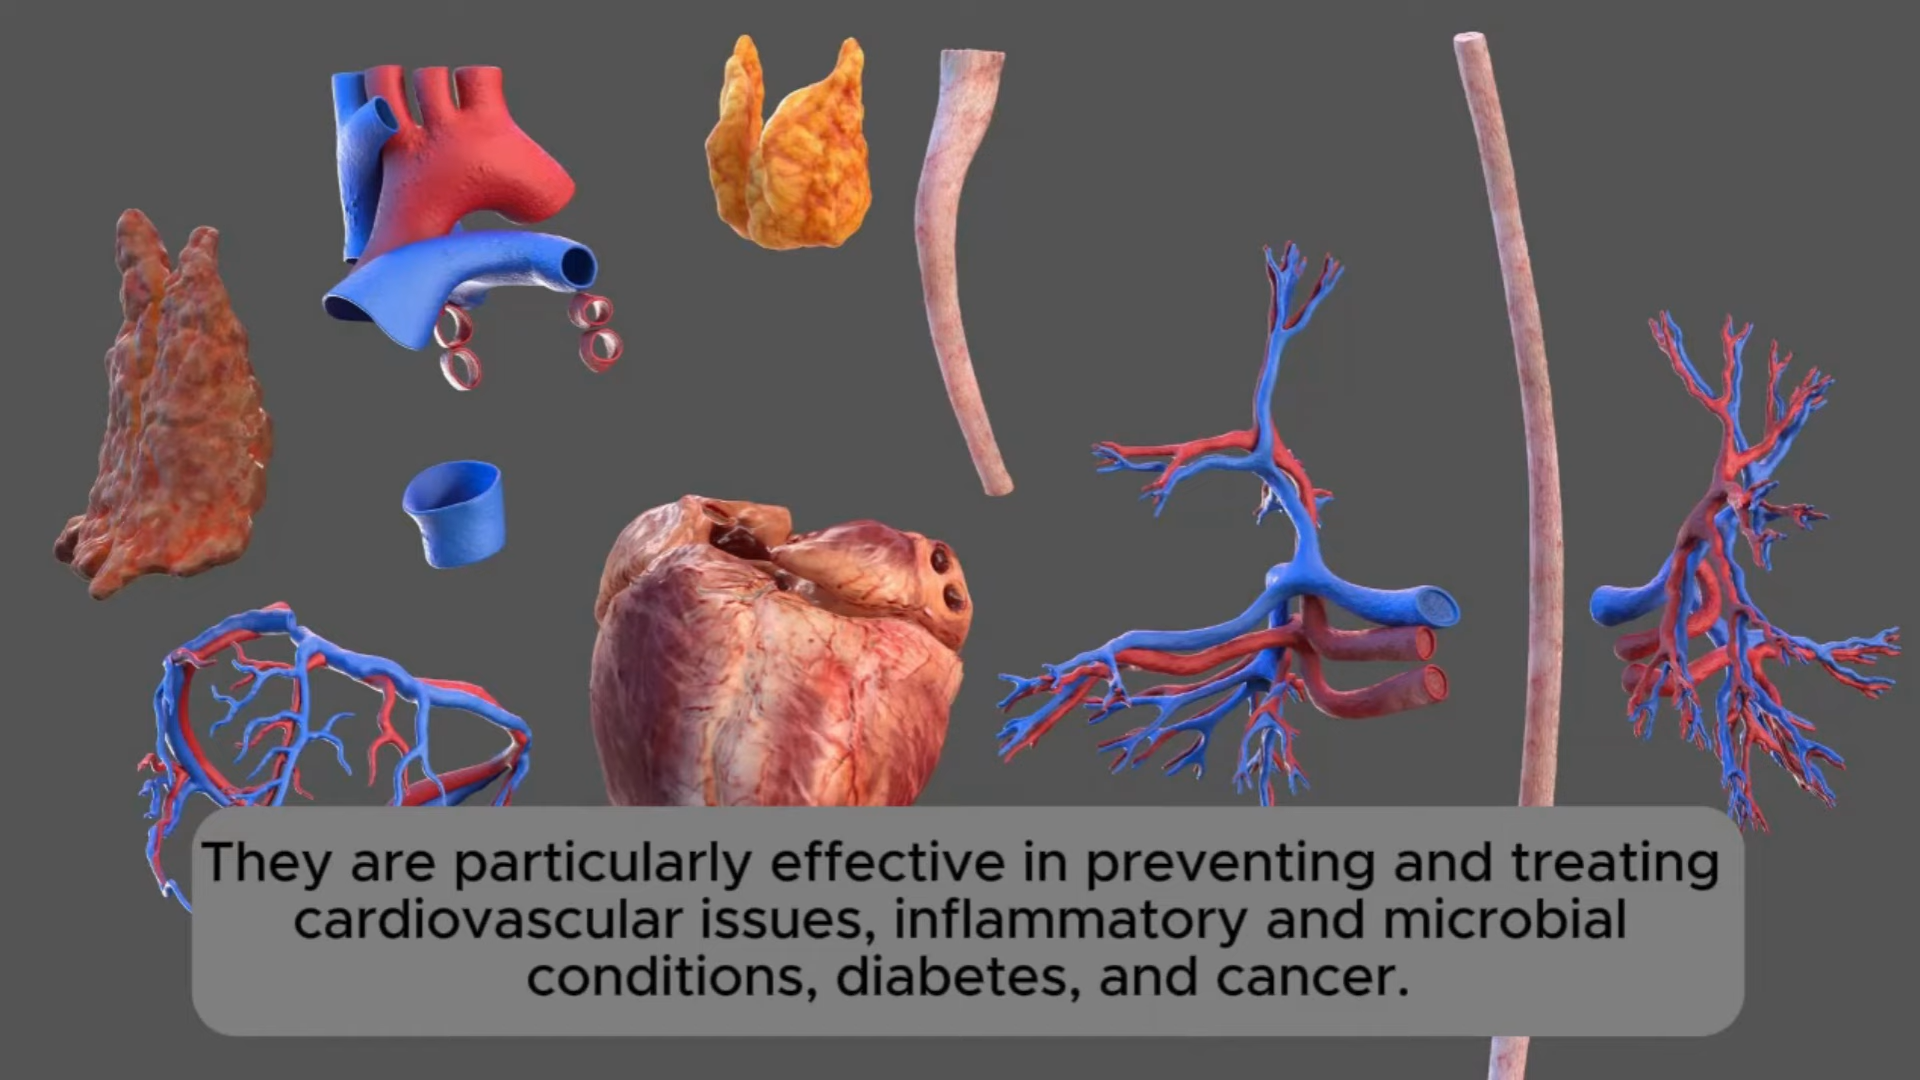 They are particularly effective in preventing and treating
cardiovascular issues, inflammatory and microbial
conditions, diabetes, and cancer.